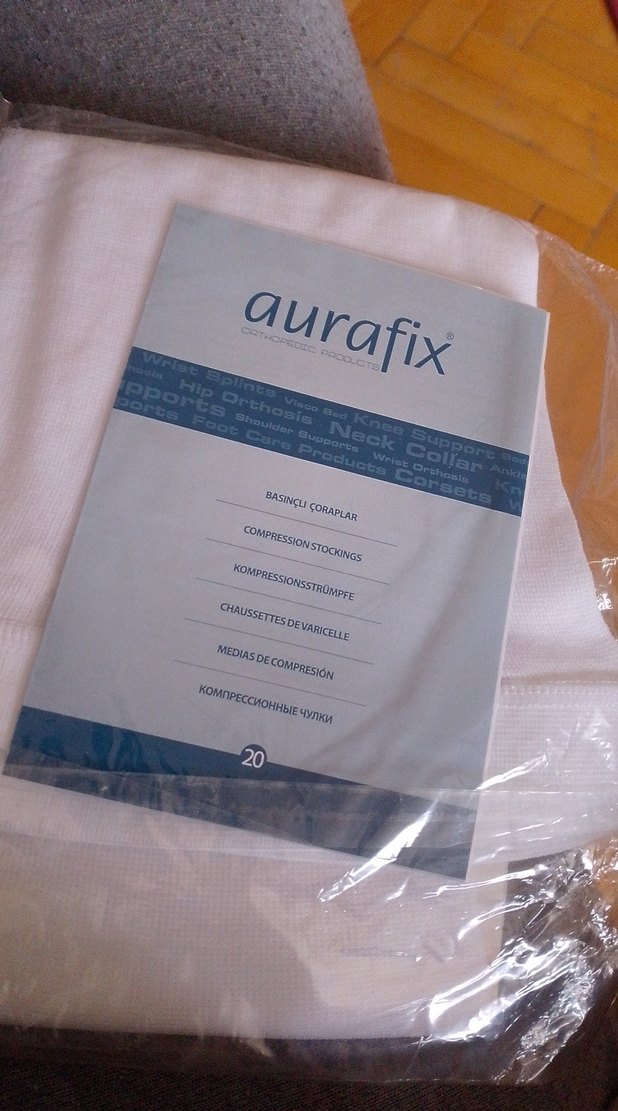 aurafix®
ORTHOPEDIC PRODUCTS
Wrist Splints Visco Bed Knee Support
Hip Orthosis Neck Collar
Shoulder Supports Wrist Orthosis
Foot Care Products Corsets
BASINÇLI ÇORAPLAR
COMPRESSION STOCKINGS
KOMPRESSIONSSTRÜMPFE
CHAUSSETTES DE VARICELLE
MEDIAS DE COMPRESIÓN
КОМПРЕССИОННЫЕ ЧУЛКИ
20